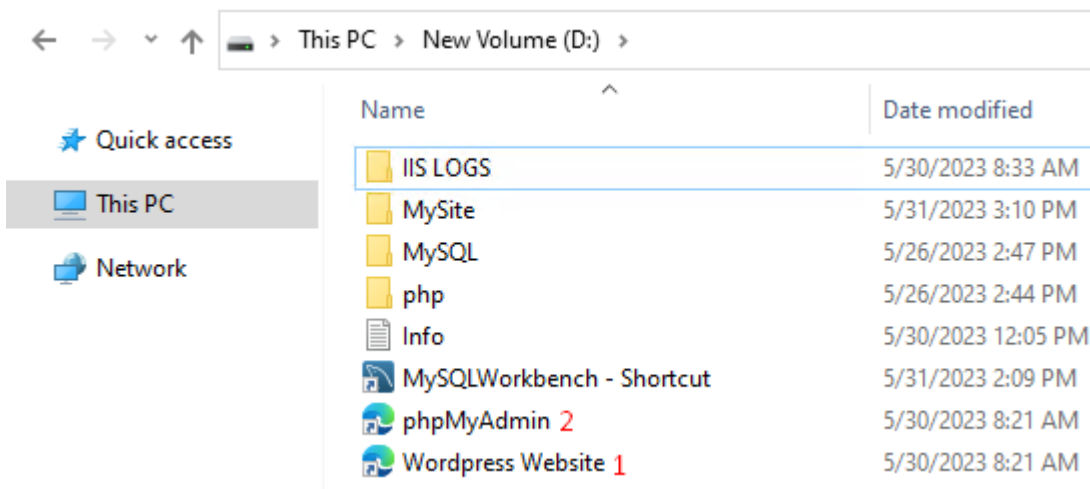 This PC > New Volume (D:) >
Name Date modified
Quick access
This PC
Network
IIS LOGS 5/30/2023 8:33 AM
MySite 5/31/2023 3:10 PM
MySQL 5/26/2023 2:47 PM
php 5/26/2023 2:44 PM
Info 5/30/2023 12:05 PM
MySQLWorkbench - Shortcut 5/31/2023 2:09 PM
phpMyAdmin 2 5/30/2023 8:21 AM
Wordpress Website 1 5/30/2023 8:21 AM